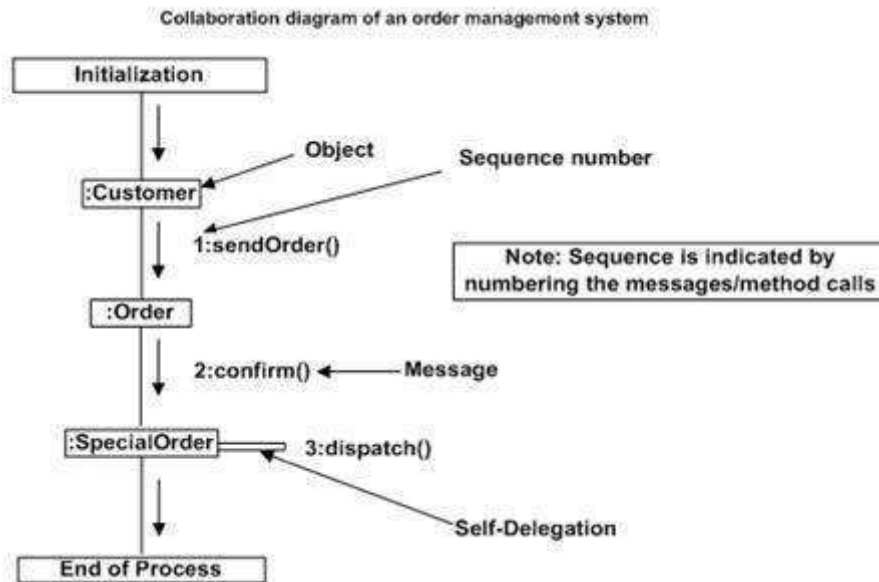 Collaboration diagram of an order management system
Initialization
Object
Sequence number
:Customer
1:sendOrder()
Note: Sequence is indicated by
numbering the messages/method calls
:Order
2:confirm()
Message
:SpecialOrder
3:dispatch()
Self-Delegation
End of Process